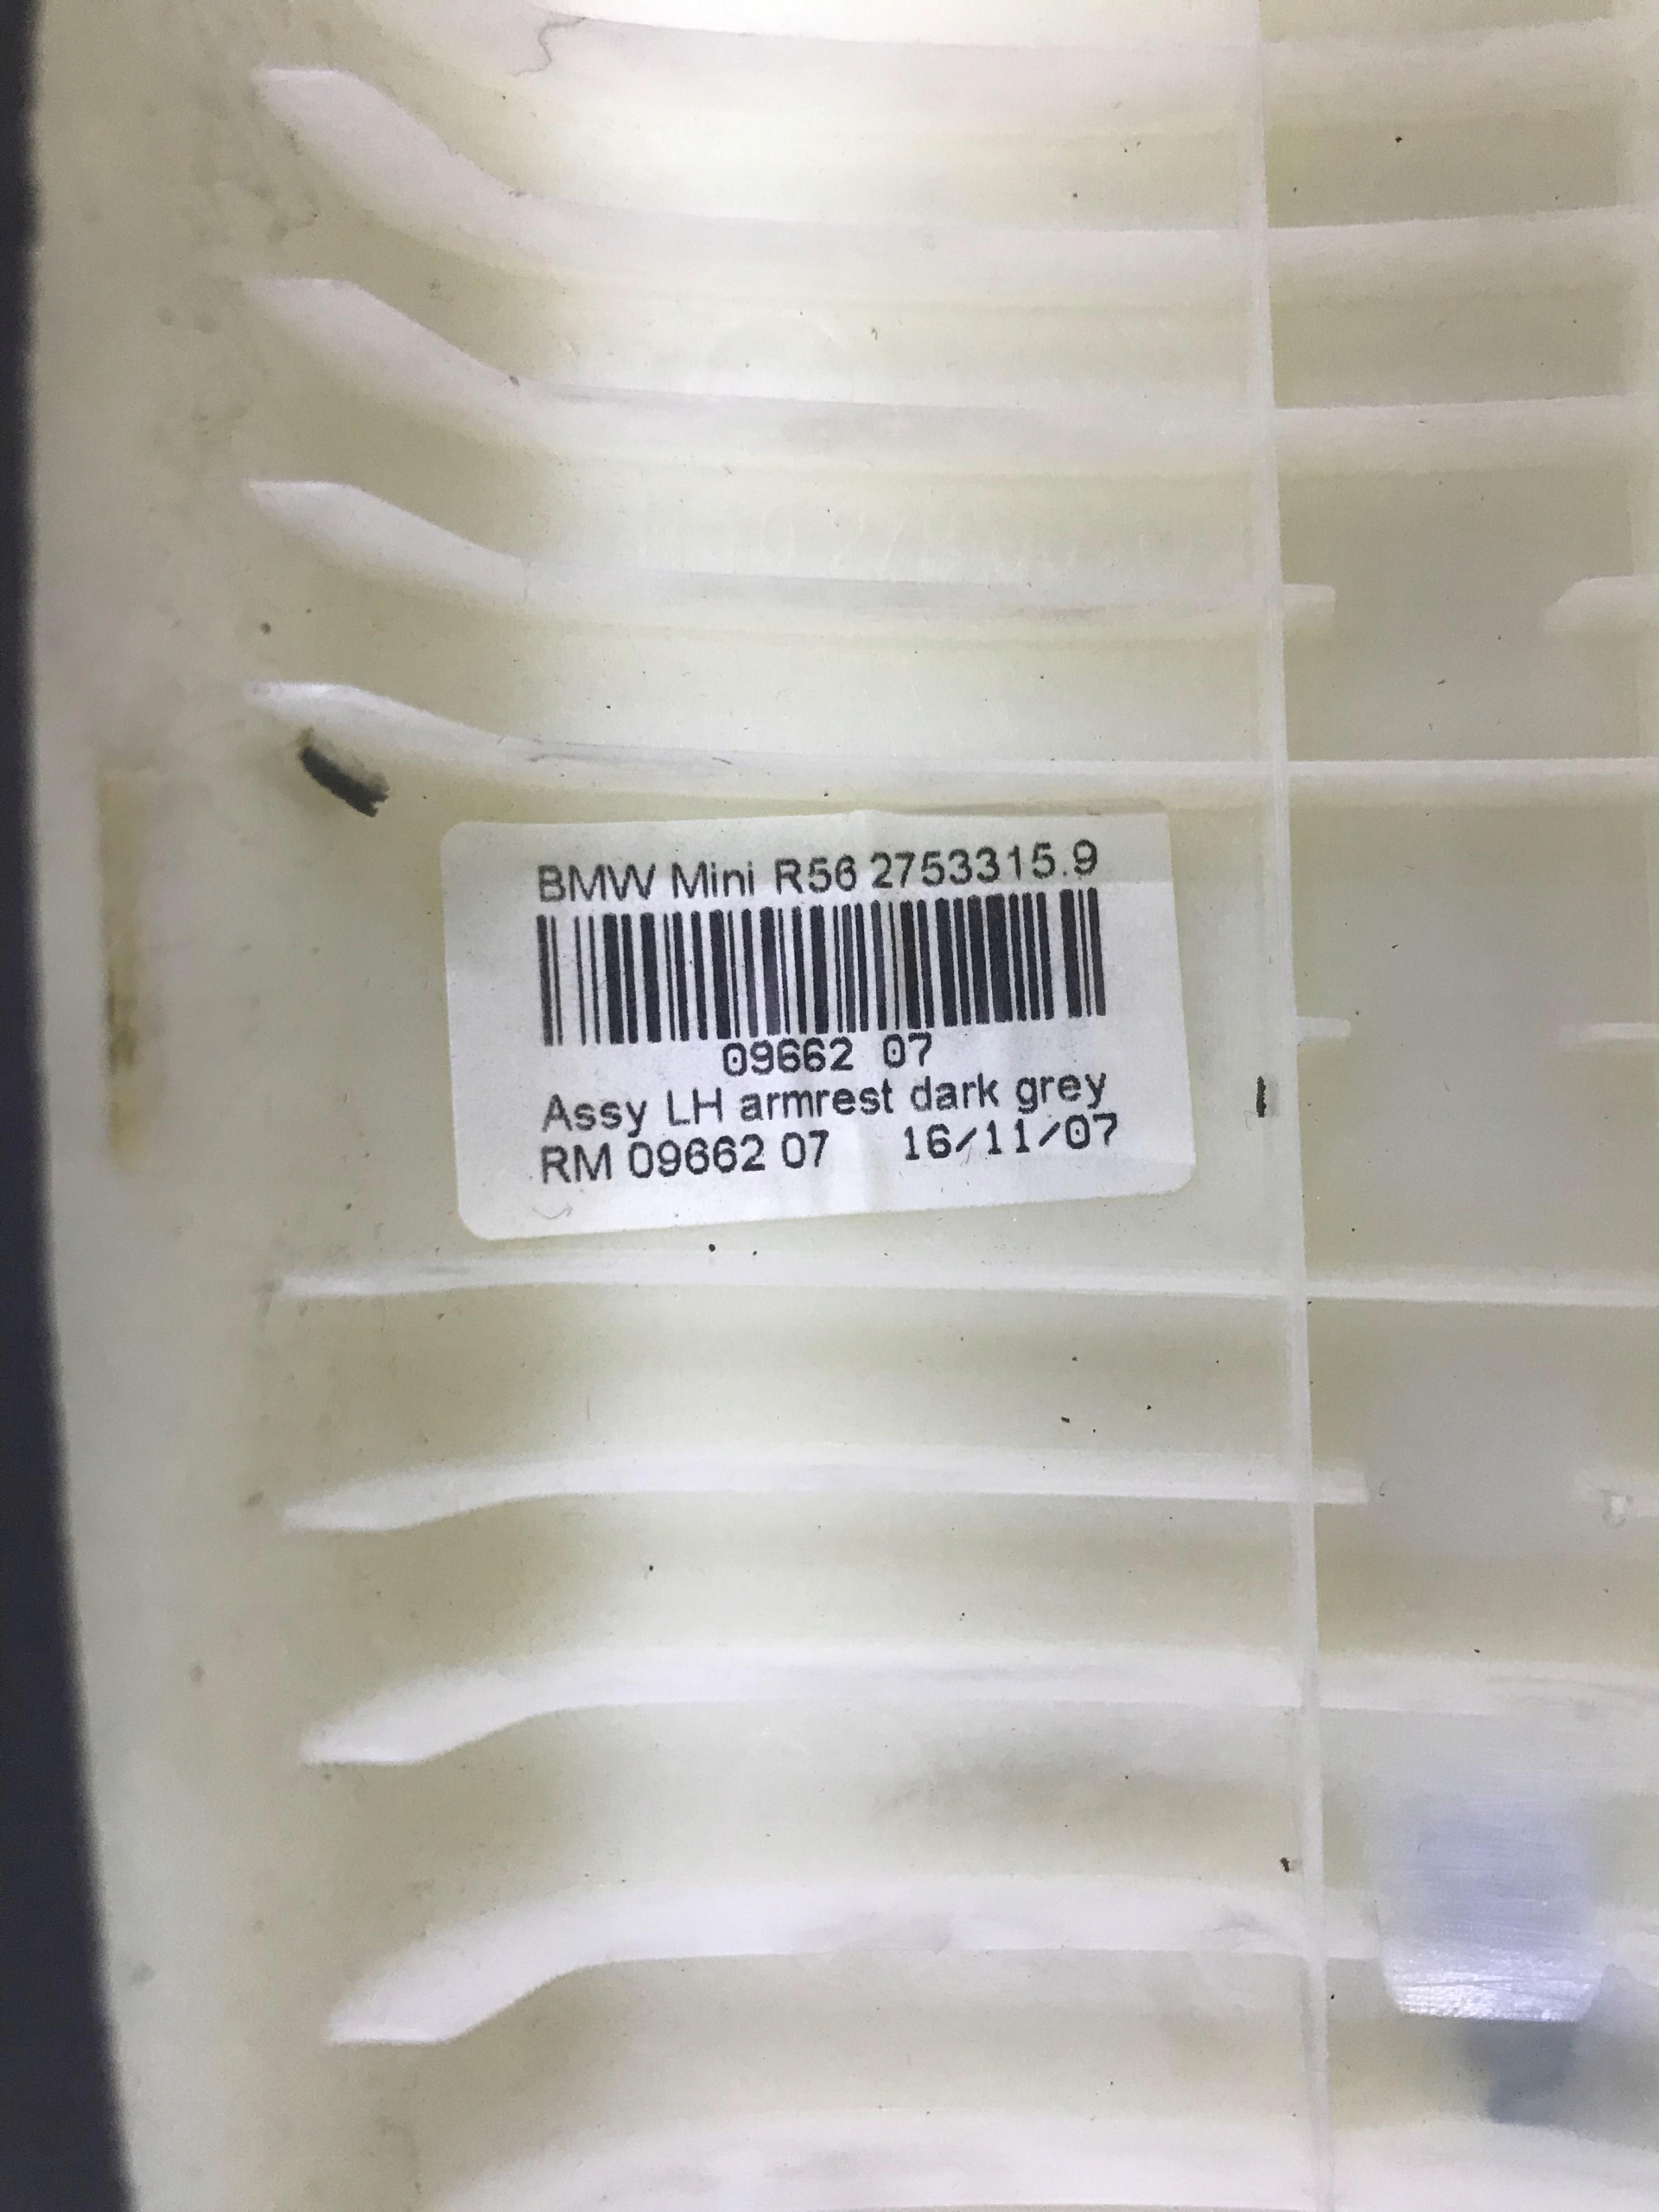 BMW Mini R56 2753315.9
09662 07
Assy LH armrest dark grey
RM 09662 07 16/11/07